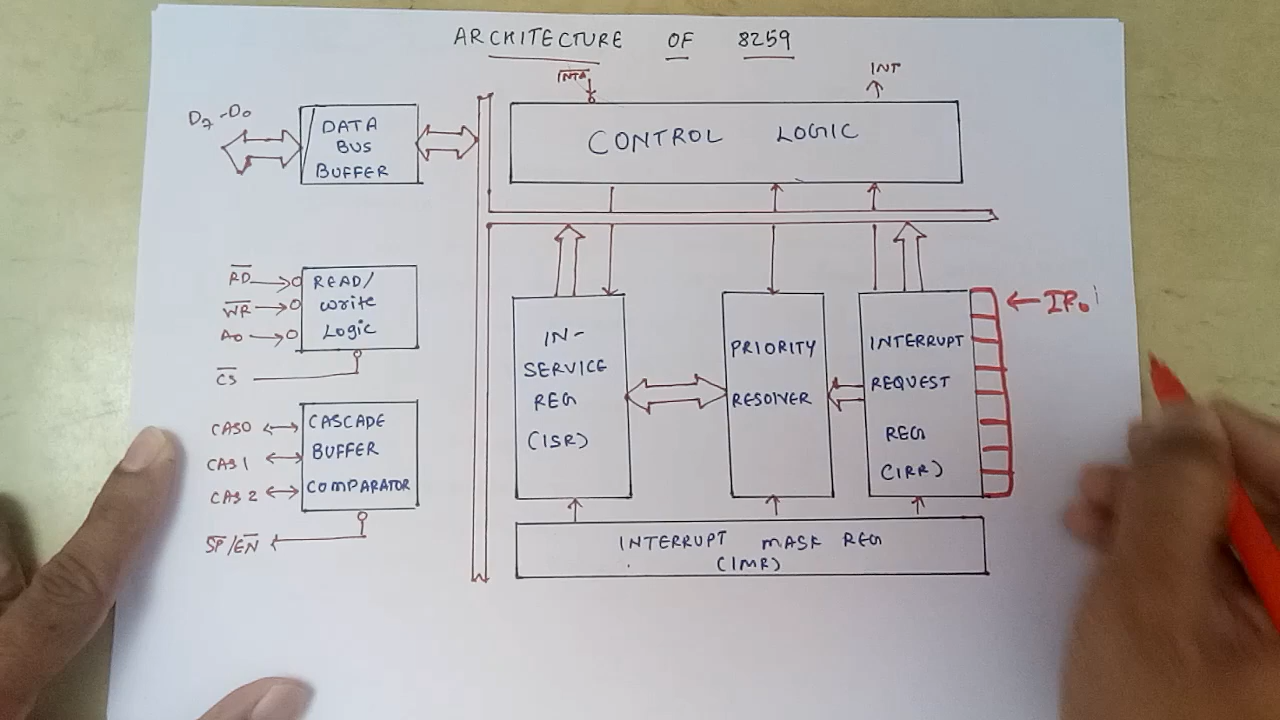 ARCHITECTURE OF 8259
INTA
INT
D7-D0
DATA
BUS
BUFFER
CONTROL LOGIC
RD
WR
A0
CS
READ/
Write
Logic
CAS0
CAS1
CAS2
SP/EN
CASCADE
BUFFER
COMPARATOR
IN-
SERVICE
REG
(ISR)
PRIORITY
RESOLVER
INTERRUPT
REQUEST
REG
(IRR)
IR0
INTERRUPT MASK REG
(IMR)